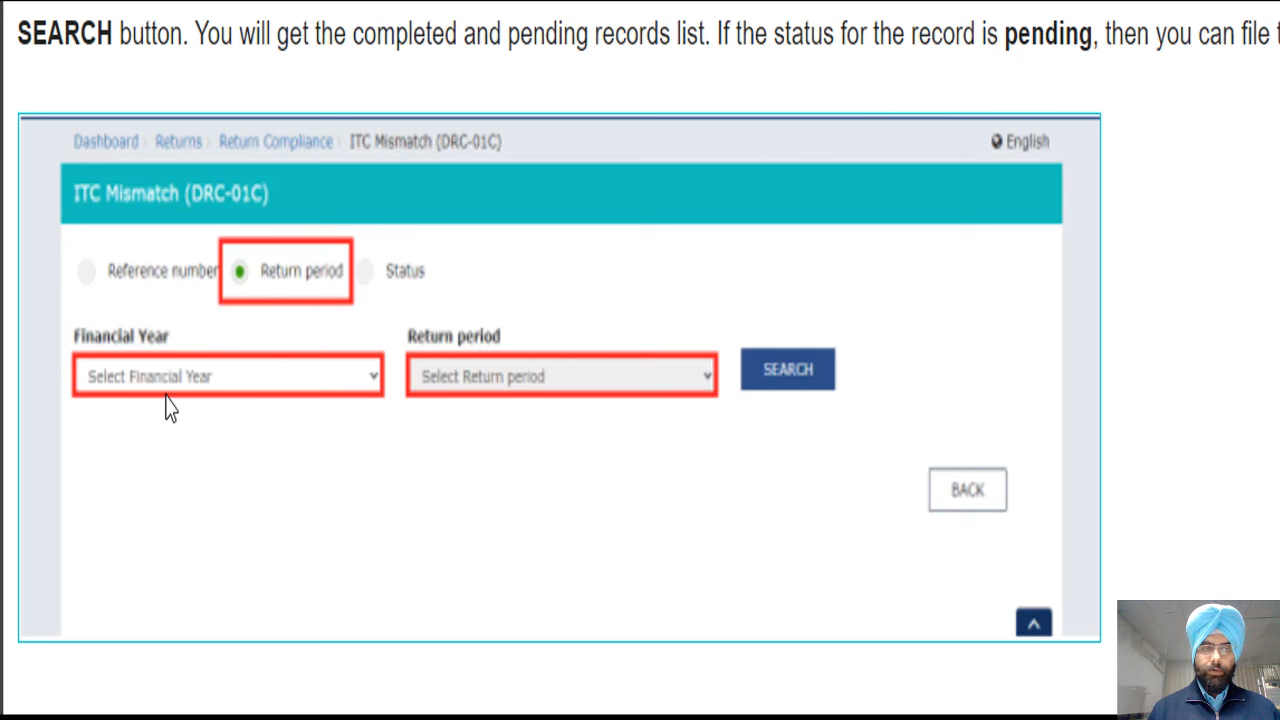 SEARCH button. You will get the completed and pending records list. If the status for the record is pending, then you can file
Dashboard Returns Return Compliance ITC Mismatch (DRC-01C) English
ITC Mismatch (DRC-01C)
Reference number Return period Status
Financial Year Return period
Select Financial Year Select Return period SEARCH
BACK